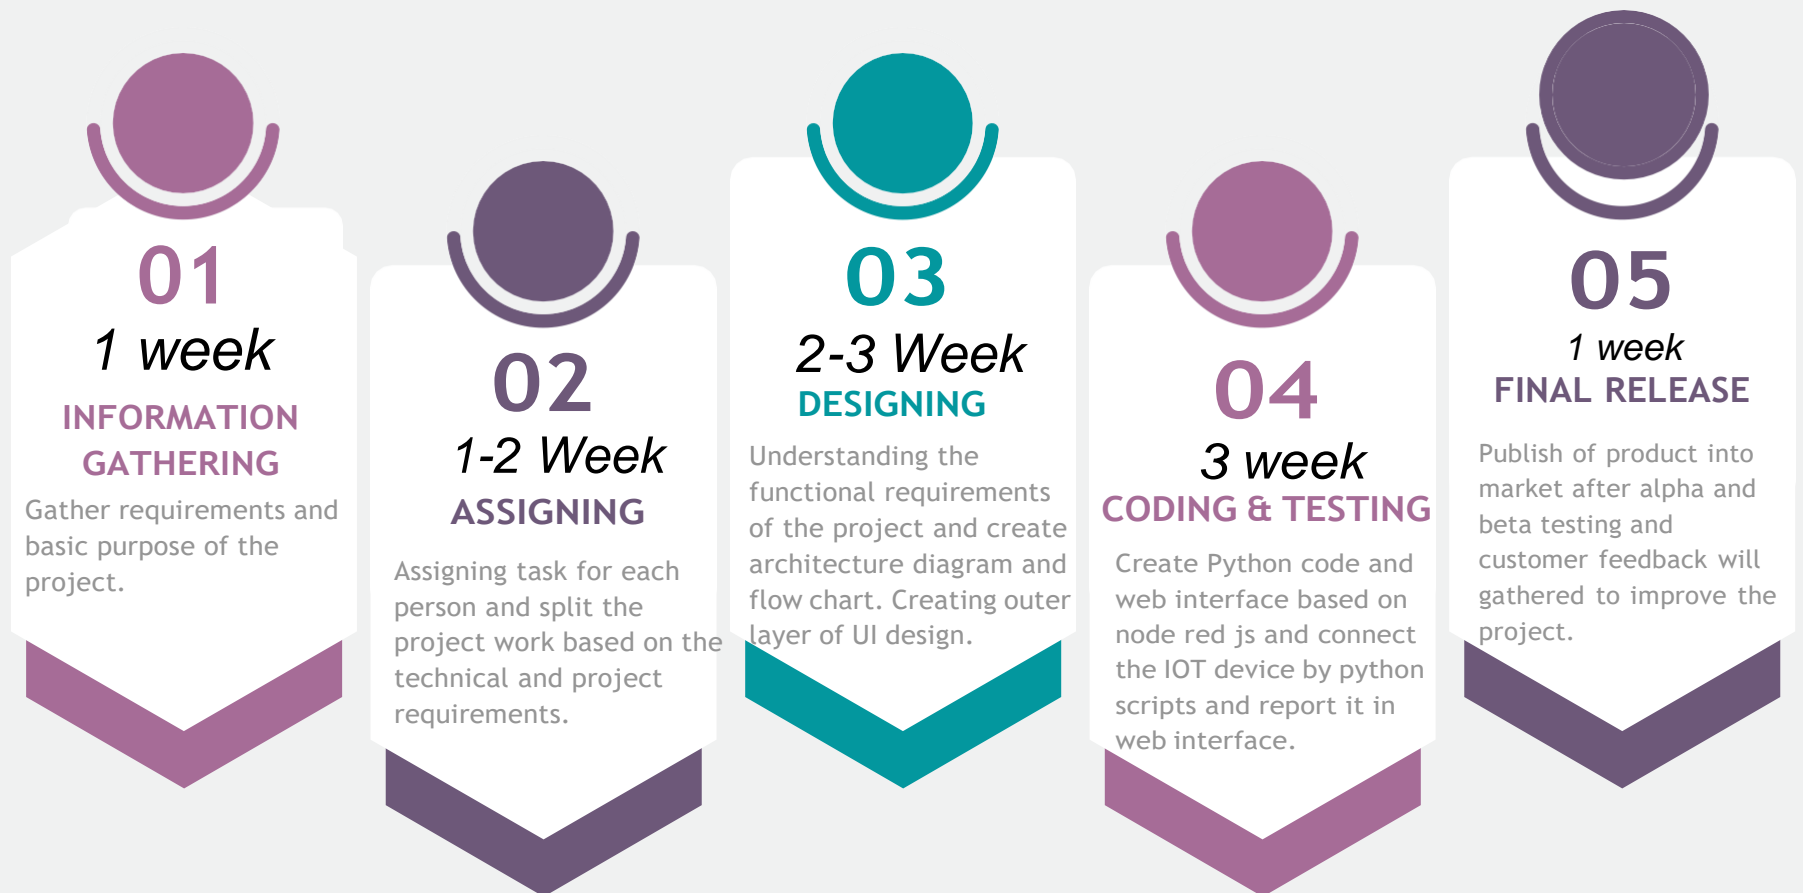 01
1 week
INFORMATION
GATHERING
Gather requirements and
basic purpose of the
project.
02
1-2 Week
ASSIGNING
Assigning task for each
person and split the
project work based on the
technical and project
requirements.
03
2-3 Week
DESIGNING
Understanding the
functional requirements
of the project and create
architecture diagram and
flow chart. Creating outer
layer of UI design.
04
3 week
CODING & TESTING
Create Python code and
web interface based on
node red js and connect
the IOT device by python
scripts and report it in
web interface.
05
1 week
FINAL RELEASE
Publish of product into
market after alpha and
beta testing and
customer feedback will
gathered to improve the
project.